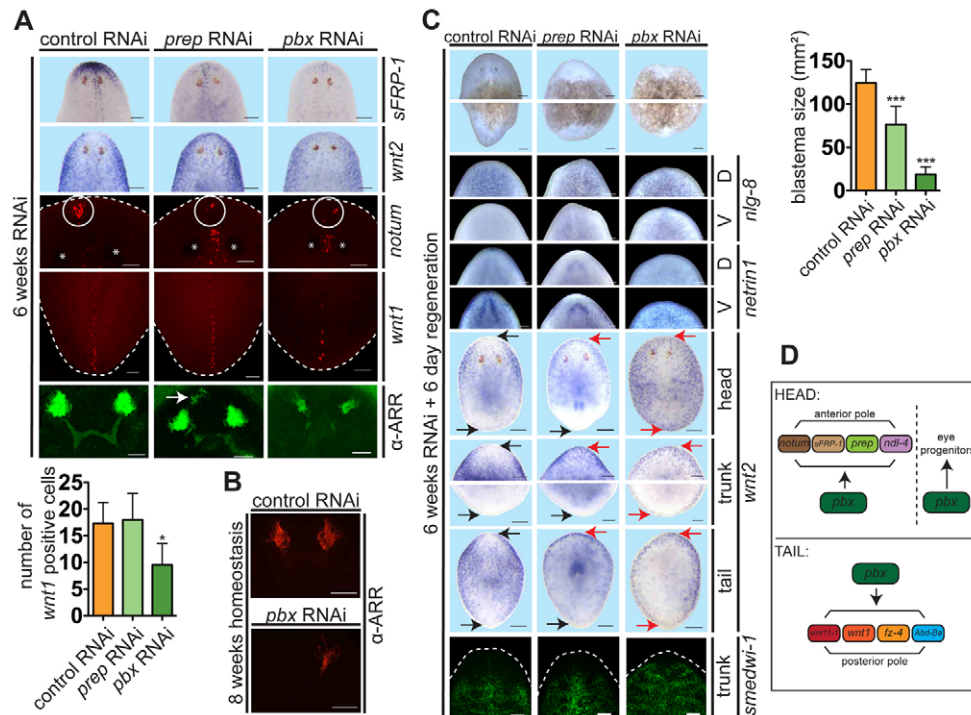 A
control RNAi prep RNAi pbx RNAi
6 weeks RNAi
sFRP-1
wnt2
notum
* * * * * *
wnt1
α-ARR
number of
wnt1 positive cells
25
20
15
10
5
0
*
control RNAi
prep RNAi
pbx RNAi
B
control RNAi
pbx RNAi
8 weeks homeostasis
α-ARR
C
control RNAi prep RNAi pbx RNAi
6 weeks RNAi + 6 day regeneration
D
V
nlg-8
D
V
netrin1
head
trunk
tail
wnt2
trunk
smedwi-1
blastema size (mm²)
150
100
50
0
***
***
control RNAi
prep RNAi
pbx RNAi
D
HEAD:
anterior pole
notum sFRP-1 prep ndl-4
pbx
eye
progenitors
pbx
TAIL:
pbx
wnt11-1 wnt1 fz-4 Abd-Ba
posterior pole